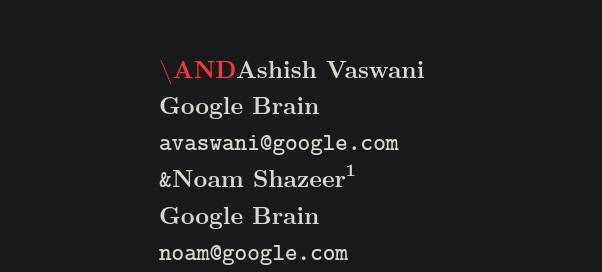 \ANDAshish Vaswani
Google Brain
avaswani@google.com
&Noam Shazeer¹
Google Brain
noam@google.com